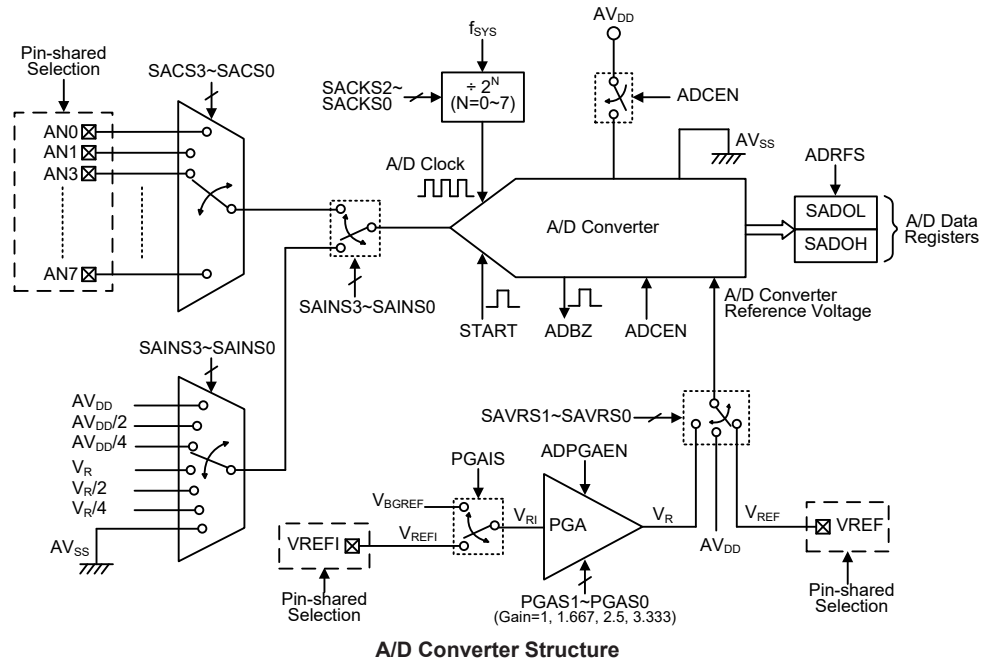 Pin-shared
Selection
SACS3~SACS0
AN0
AN1
AN3
AN7
fSYS
SACKS2~
SACKS0
÷ 2^N
(N=0~7)
A/D Clock
AVDD
ADCEN
AVSS
A/D Converter
ADRFS
SADOL
SADOH
A/D Data
Registers
SAINS3~SAINS0
START
ADBZ
ADCEN
A/D Converter
Reference Voltage
SAINS3~SAINS0
AVDD
AVDD/2
AVDD/4
VR
VR/2
VR/4
AVSS
SAVRS1~SAVRS0
PGAIS
ADPGAEN
VBGREF
VREFI
VREFI
VRI
PGA
VR
AVDD
VREF
VREF
Pin-shared
Selection
PGAS1~PGAS0
(Gain=1, 1.667, 2.5, 3.333)
Pin-shared
Selection
A/D Converter Structure